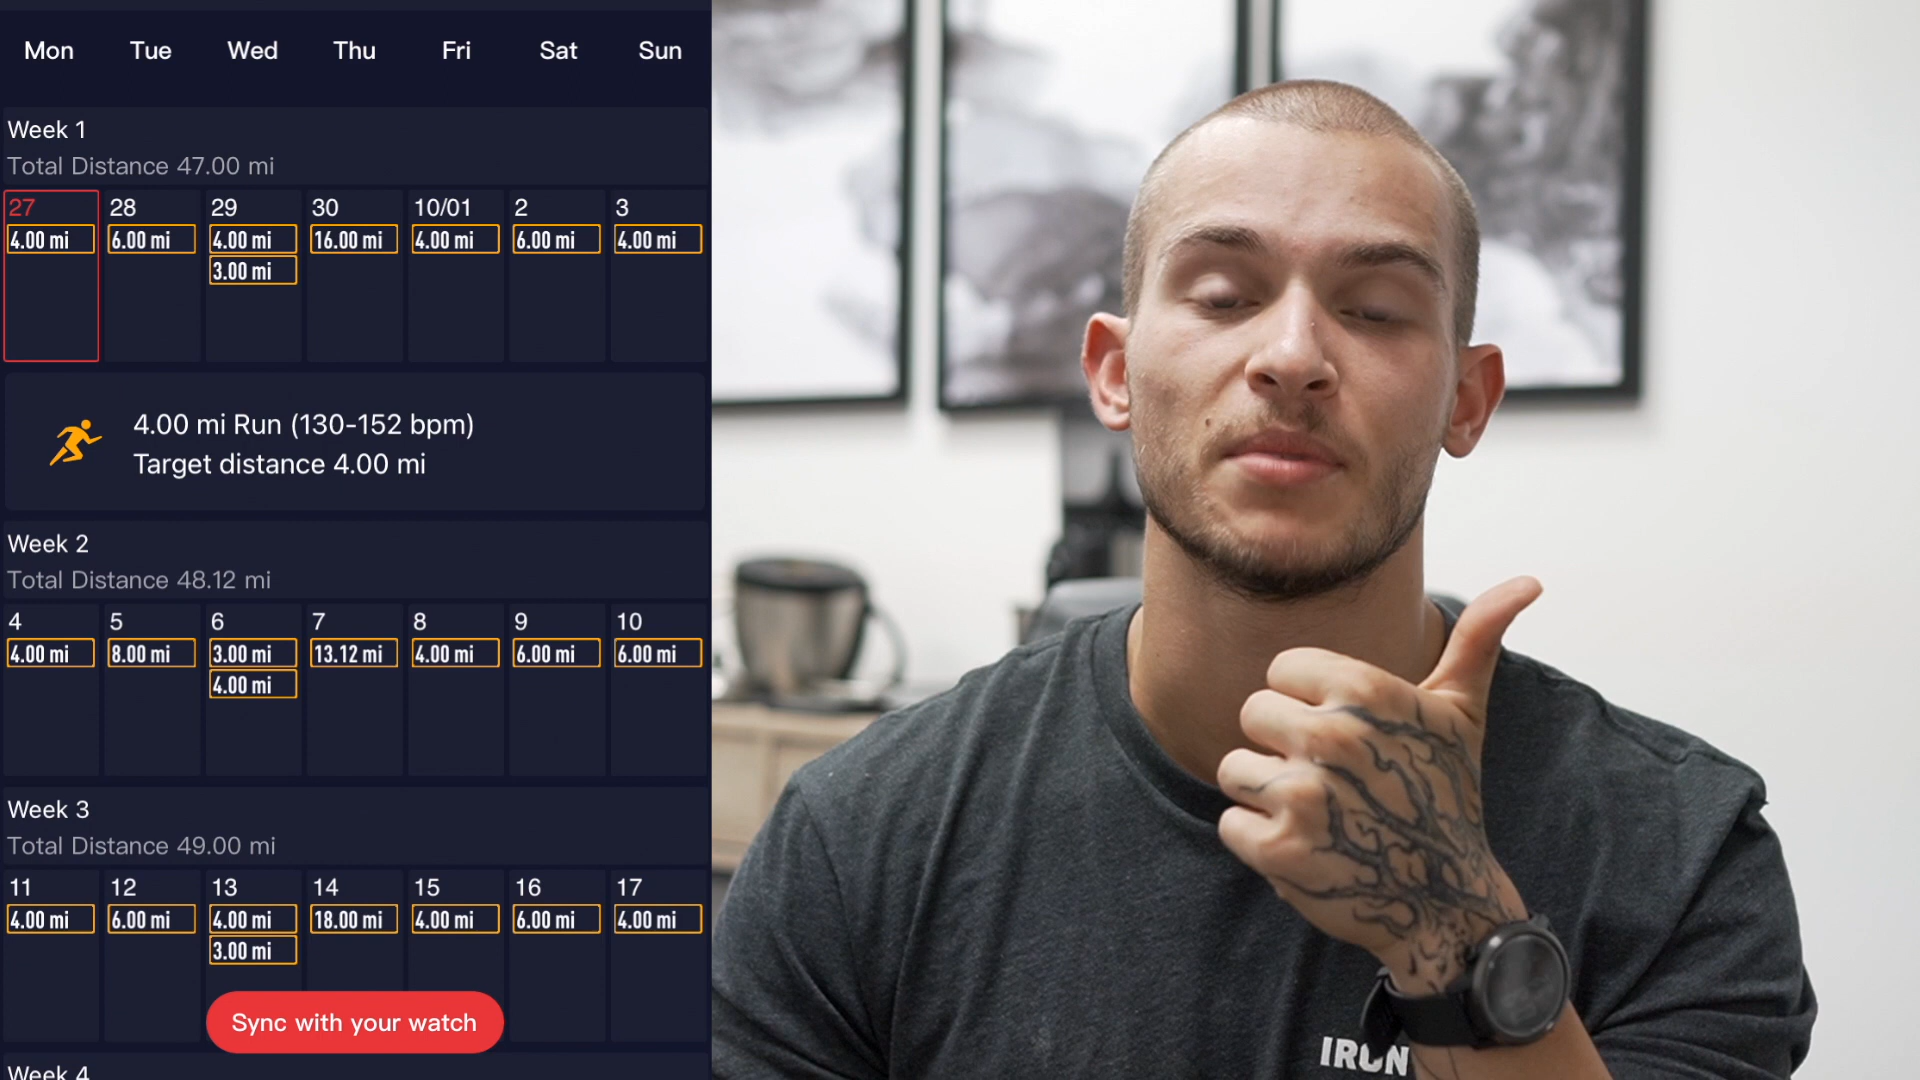 Mon Tue Wed Thu Fri Sat Sun
Week 1
Total Distance 47.00 mi
27 28 29 30 10/01 2 3
4.00 mi 6.00 mi 4.00 mi 16.00 mi 4.00 mi 6.00 mi 4.00 mi
3.00 mi
4.00 mi Run (130-152 bpm)
Target distance 4.00 mi
Week 2
Total Distance 48.12 mi
4 5 6 7 8 9 10
4.00 mi 8.00 mi 3.00 mi 13.12 mi 4.00 mi 6.00 mi 6.00 mi
4.00 mi
Week 3
Total Distance 49.00 mi
11 12 13 14 15 16 17
4.00 mi 6.00 mi 4.00 mi 18.00 mi 4.00 mi 6.00 mi 4.00 mi
3.00 mi
Sync with your watch
Week 4
IRON